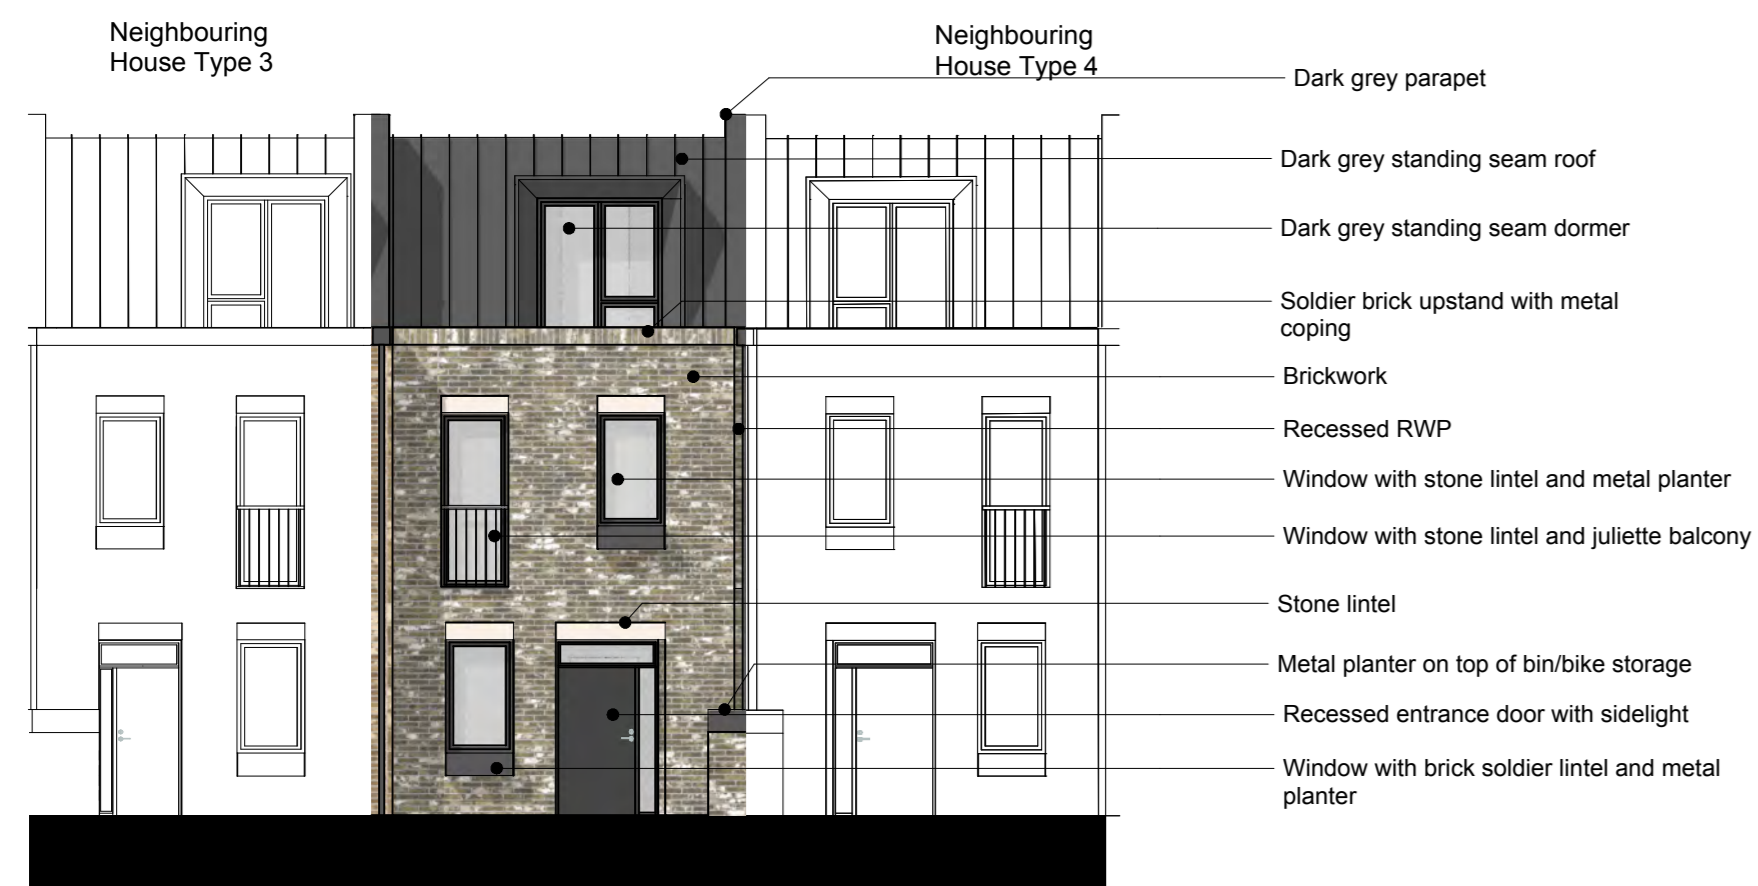 Neighbouring
House Type 3
Neighbouring
House Type 4
Dark grey parapet
Dark grey standing seam roof
Dark grey standing seam dormer
Soldier brick upstand with metal
coping
Brickwork
Recessed RWP
Window with stone lintel and metal planter
Window with stone lintel and juliette balcony
Stone lintel
Metal planter on top of bin/bike storage
Recessed entrance door with sidelight
Window with brick soldier lintel and metal
planter